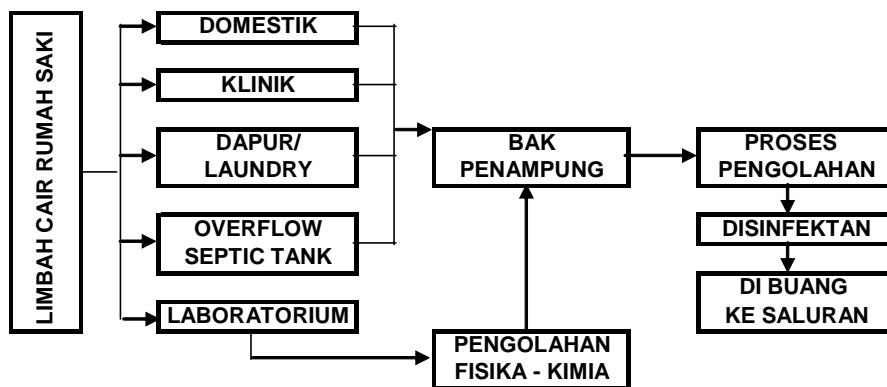 LIMBAH CAIR RUMAH SAKI
DOMESTIK
KLINIK
DAPUR/
LAUNDRY
OVERFLOW
SEPTIC TANK
LABORATORIUM
BAK
PENAMPUNG
PENGOLAHAN
FISIKA - KIMIA
PROSES
PENGOLAHAN
DISINFEKTAN
DI BUANG
KE SALURAN